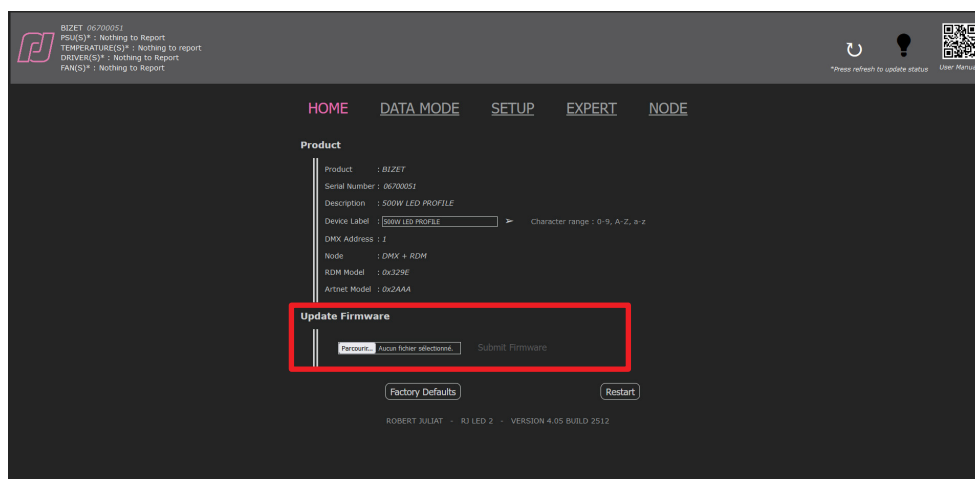 BIZET 06700051
PSU(S)* : Nothing to Report
TEMPERATURE(S)* : Nothing to report
DRIVER(S)* : Nothing to Report
FAN(S)* : Nothing to Report
*Press refresh to update status
User Manua
HOME DATA MODE SETUP EXPERT NODE
Product
Product : BIZET
Serial Number : 06700051
Description : 500W LED PROFILE
Device Label : 500W LED PROFILE ➢ Character range : 0-9, A-Z, a-z
DMX Address : 1
Node : DMX + RDM
RDM Model : 0x329E
Artnet Model : 0x2AAA
Update Firmware
Parcourir... Aucun fichier sélectionné. Submit Firmware
Factory Defaults Restart
ROBERT JULIAT - RJ LED 2 - VERSION 4.05 BUILD 2512